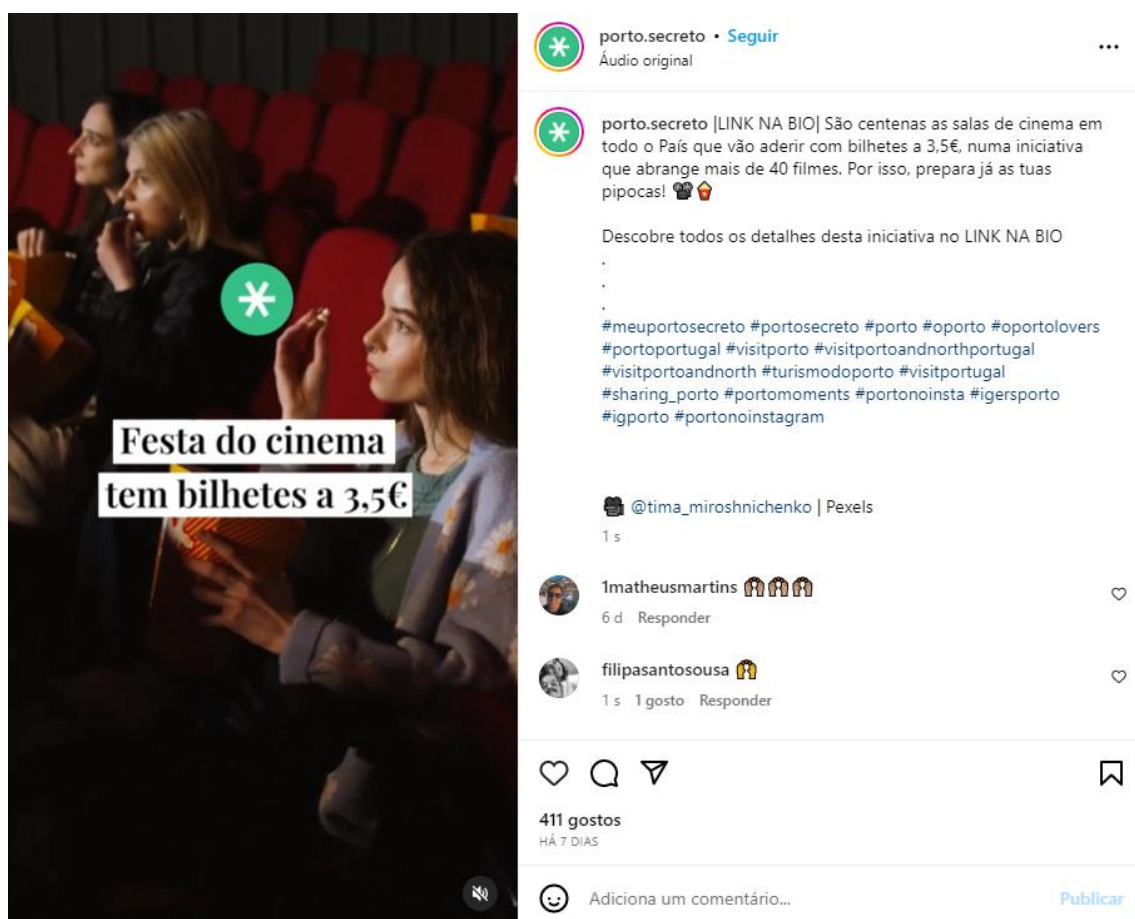 Festa do cinema
tem bilhetes a 3,5€
porto.secreto • Seguir
Áudio original
porto.secreto |LINK NA BIO| São centenas as salas de cinema em
todo o País que vão aderir com bilhetes a 3,5€, numa iniciativa
que abrange mais de 40 filmes. Por isso, prepara já as tuas
pipocas! 🎥🍿
Descobre todos os detalhes desta iniciativa no LINK NA BIO
.
.
.
#meuportosecreto #portosecreto #porto #oporto #oportolovers
#portoportugal #visitporto #visitportoandnorthportugal
#visitportoandnorth #turismodoporto #visitportugal
#sharing_porto #portomoments #portonoinsta #igersporto
#igporto #portonoinstagram
🎥 @tima_miroshnichenko | Pexels
1 s
1matheusmartins 🙌🏽🙌🏽🙌🏽
6 d Responder
filipasantosousa 🙌
1 s 1 gosto Responder
411 gostos
HÁ 7 DIAS
Adiciona um comentário... Publicar